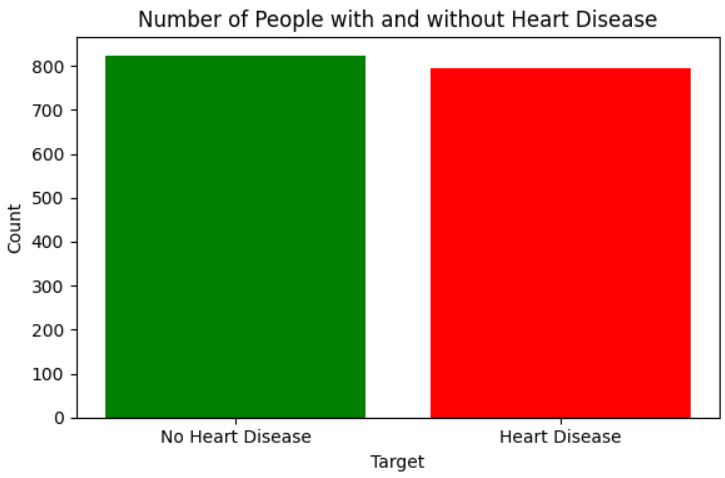 Number of People with and without Heart Disease
Count
800
700
600
500
400
300
200
100
0
No Heart Disease
Heart Disease
Target